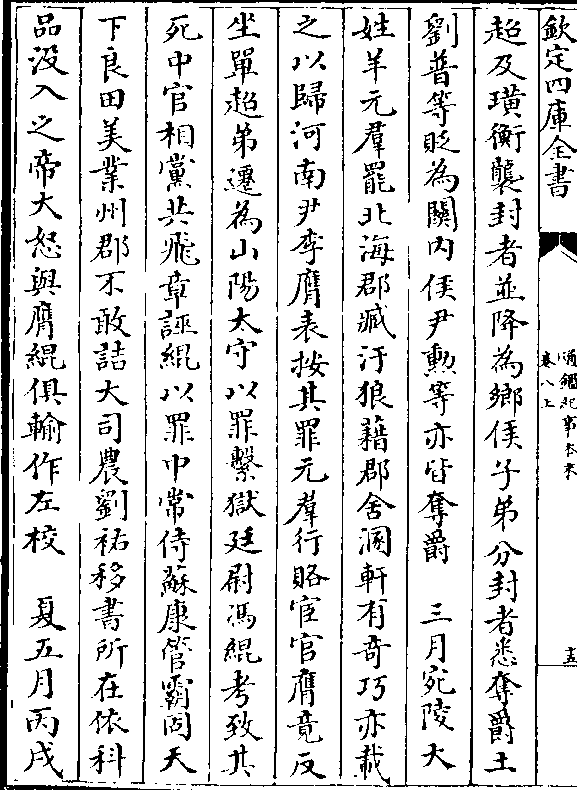 欽定四庫全書
通鑑紀事本末
卷八上
十五
超及璜衡襲封者並降為鄉侯子弟分封者悉奪爵土
劉普等貶為關内侯尹勲等亦皆奪爵　三月宛陵大
姓羊元羣罷北海郡臧汙狼藉郡舍溷軒有竒巧亦載
之以歸河南尹李膺表按其罪元羣行賂宦官膺竟反
坐單超弟遷為山陽太守以罪繫獄廷尉馮緄考致其
死中官相黨共飛章誣緄以罪中常侍蘇康管霸固天
下良田美業州郡不敢詰大司農劉祐移書所在依科
品沒入之帝大怒與膺緄俱輸作左校　夏五月丙戌